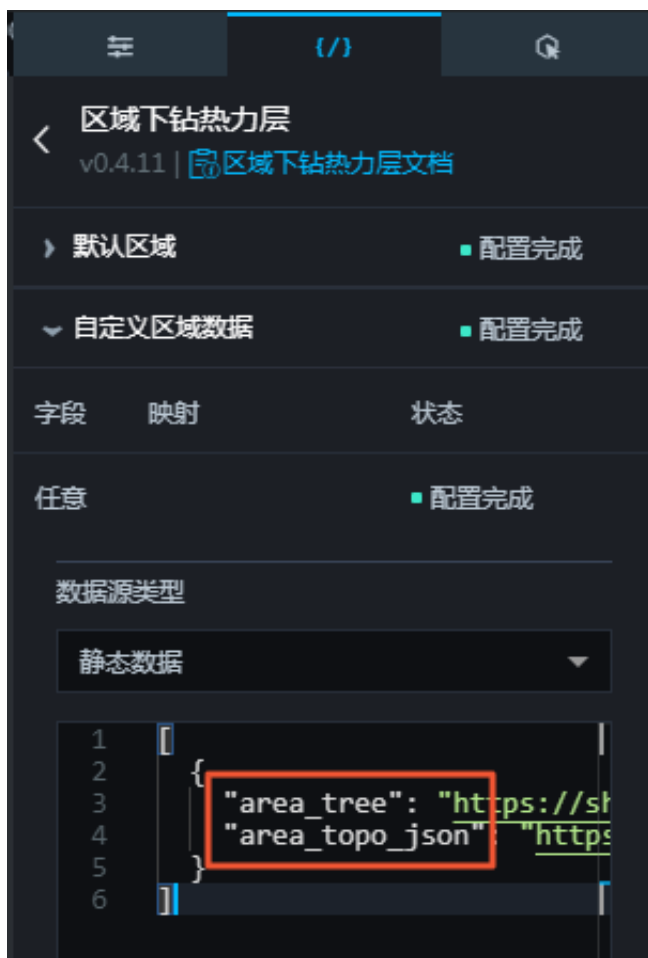 {/}
区域下钻热力层
v0.4.11 | 区域下钻热力层文档
默认区域 配置完成
自定义区域数据 配置完成
字段 映射 状态
任意 配置完成
数据源类型
静态数据
1 [
2 {
3 "area_tree": "https://sh
4 "area_topo_json": "https
5 }
6 ]